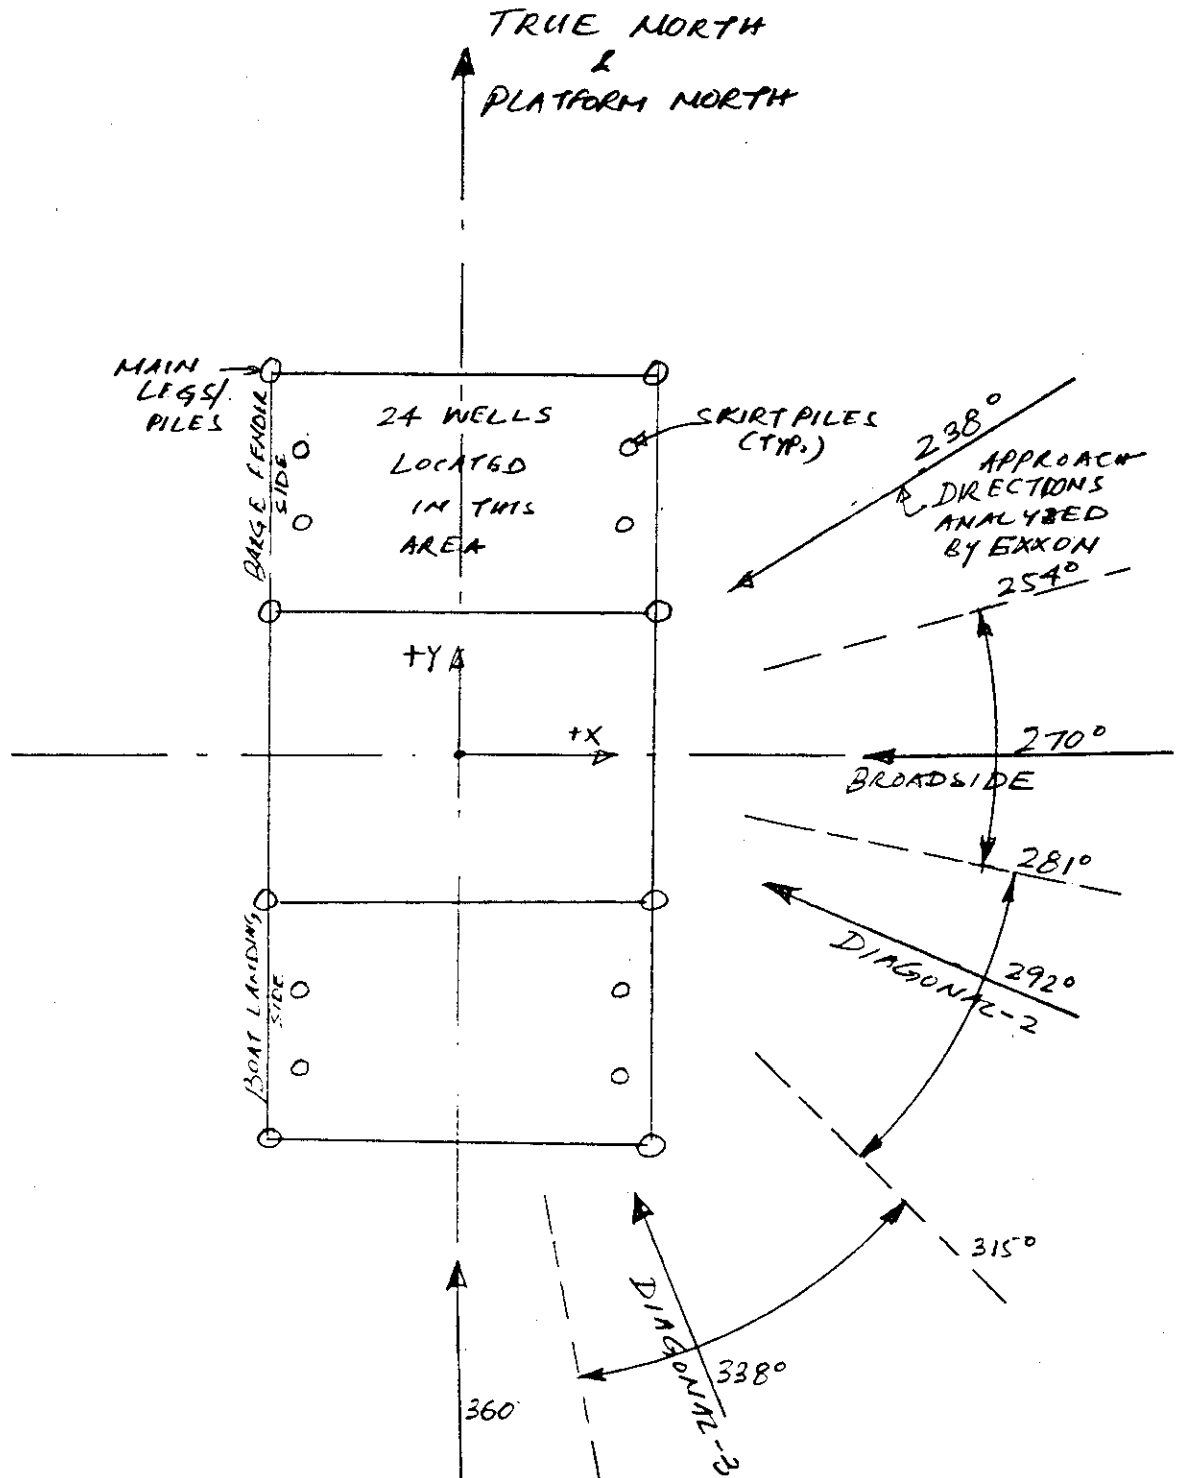 TRUE NORTH
&
PLATFORM NORTH
MAIN
LEGS/
PILES
BARGE FENDER
SIDE
24 WELLS
LOCATED
IN THIS
AREA
SKIRT PILES
(TYP.)
238°
APPROACH
DIRECTIONS
ANALYZED
BY EXXON
254°
+Y
+X
270°
BROADSIDE
281°
DIAGONAL-2
292°
BOAT LANDING
SIDE
315°
DIAGONAL-3
338°
360